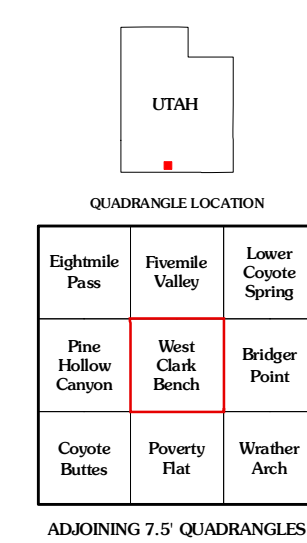 UTAH
QUADRANGLE LOCATION
Eightmile
Pass
Fivemile
Valley
Lower
Coyote
Spring
Pine
Hollow
Canyon
West
Clark
Bench
Bridger
Point
Coyote
Buttes
Poverty
Flat
Wrather
Arch
ADJOINING 7.5' QUADRANGLES